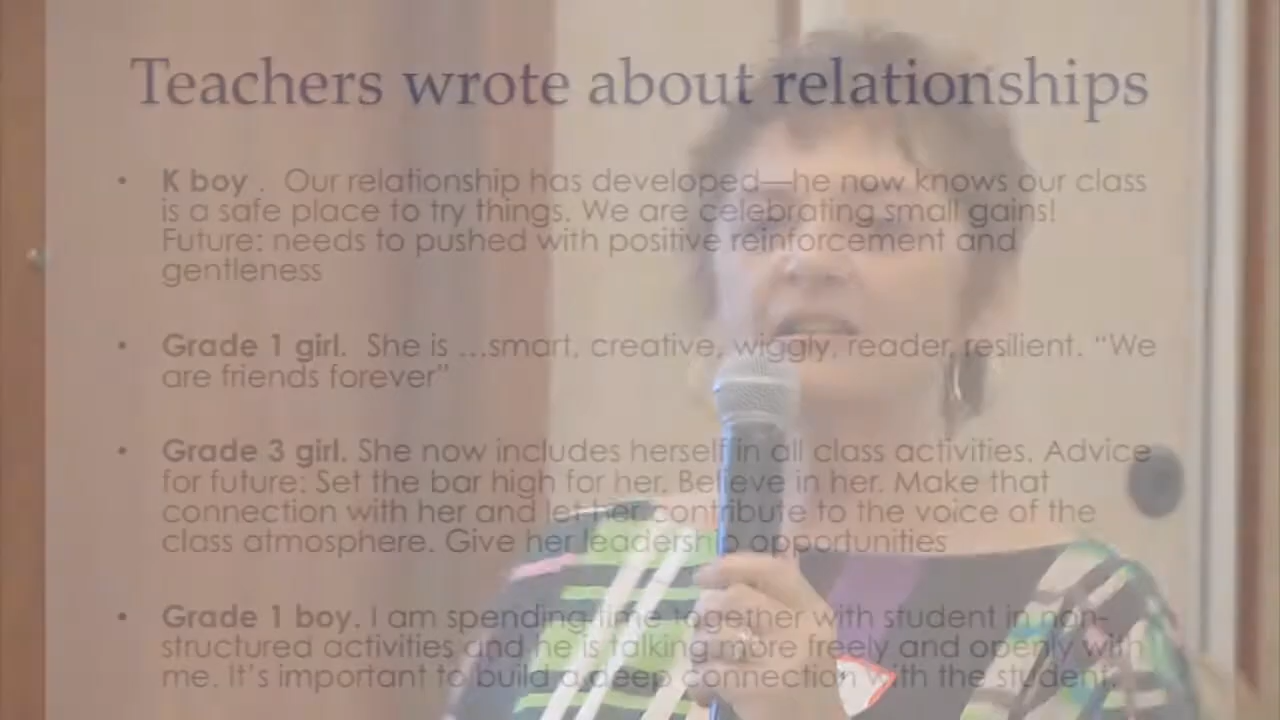 Teachers wrote about relationships
• K boy . Our relationship has developed—he now knows our class
is a safe place to try things. We are celebrating small gains!
Future: needs to pushed with positive reinforcement and
gentleness
• Grade 1 girl. She is ...smart, creative, wiggly, reader, resilient. “We
are friends forever”
• Grade 3 girl. She now includes herself in all class activities. Advice
for future: Set the bar high for her. Believe in her. Make that
connection with her and let her contribute to the voice of the
class atmosphere. Give her leadership opportunities
• Grade 1 boy. I am spending time together with student in non-
structured activities and he is talking more freely and openly with
me. It’s important to build a deep connection with the student.